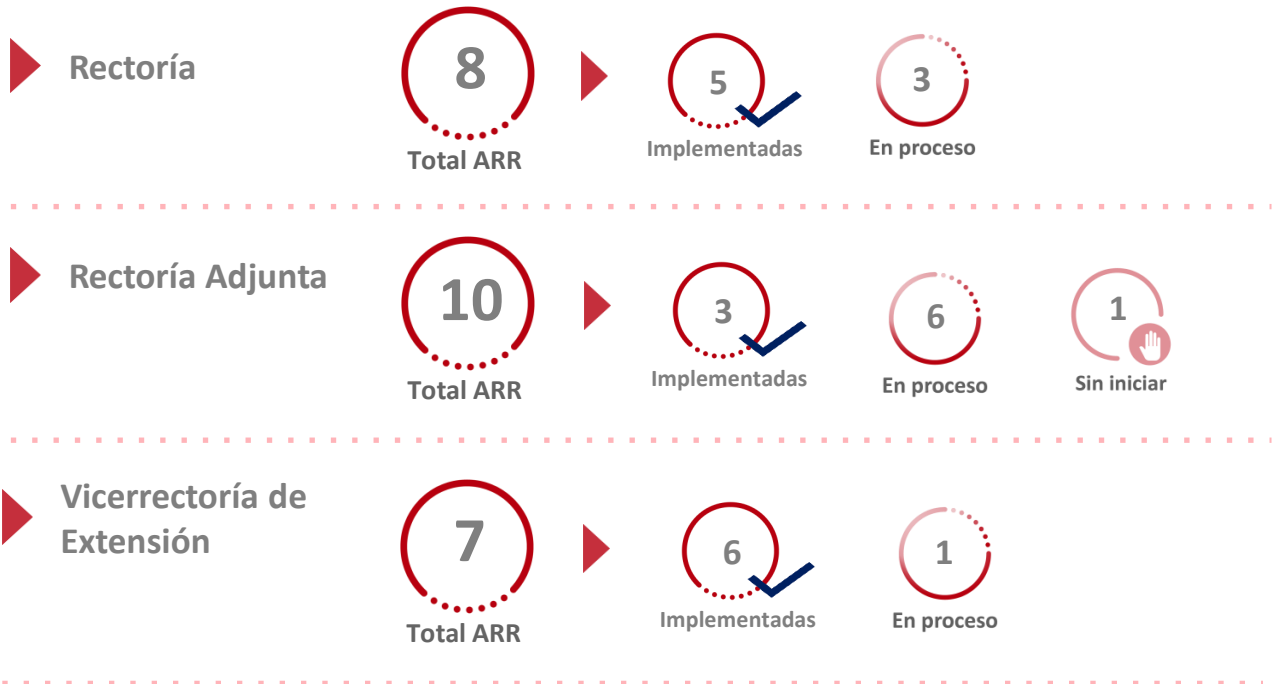 Rectoría
8
Total ARR
5
Implementadas
3
En proceso
Rectoría Adjunta
10
Total ARR
3
Implementadas
6
En proceso
1
Sin iniciar
Vicerrectoría de
Extensión
7
Total ARR
6
Implementadas
1
En proceso